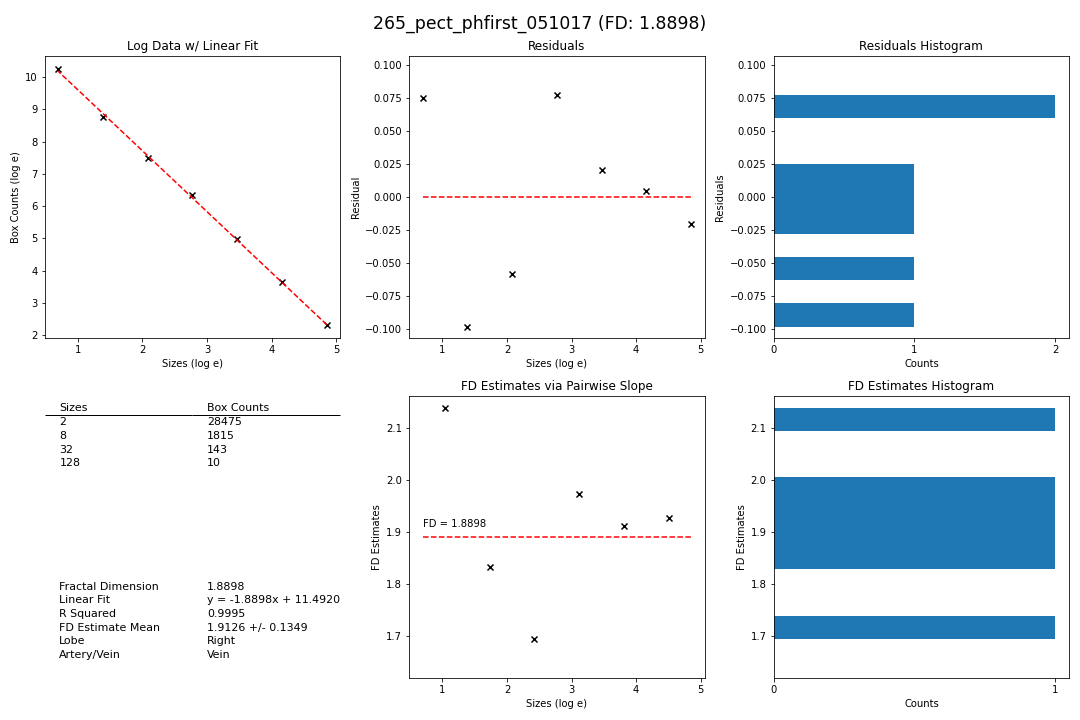 265_pect_phfirst_051017 (FD: 1.8898)
Log Data w/ Linear Fit
Box Counts (log e)
10
9
8
7
6
5
4
3
2
1 2 3 4 5
Sizes (log e)
Residuals
Residual
0.100
0.075
0.050
0.025
0.000
−0.025
−0.050
−0.075
−0.100
1 2 3 4 5
Sizes (log e)
Residuals Histogram
Residuals
0.100
0.075
0.050
0.025
0.000
−0.025
−0.050
−0.075
−0.100
0 1 2
Counts
Sizes Box Counts
2 28475
8 1815
32 143
128 10
Fractal Dimension 1.8898
Linear Fit y = -1.8898x + 11.4920
R Squared 0.9995
FD Estimate Mean 1.9126 +/- 0.1349
Lobe Right
Artery/Vein Vein
FD Estimates via Pairwise Slope
FD Estimates
2.1
2.0
1.9
1.8
1.7
FD = 1.8898
1 2 3 4 5
Sizes (log e)
FD Estimates Histogram
FD Estimates
2.1
2.0
1.9
1.8
1.7
0 1
Counts